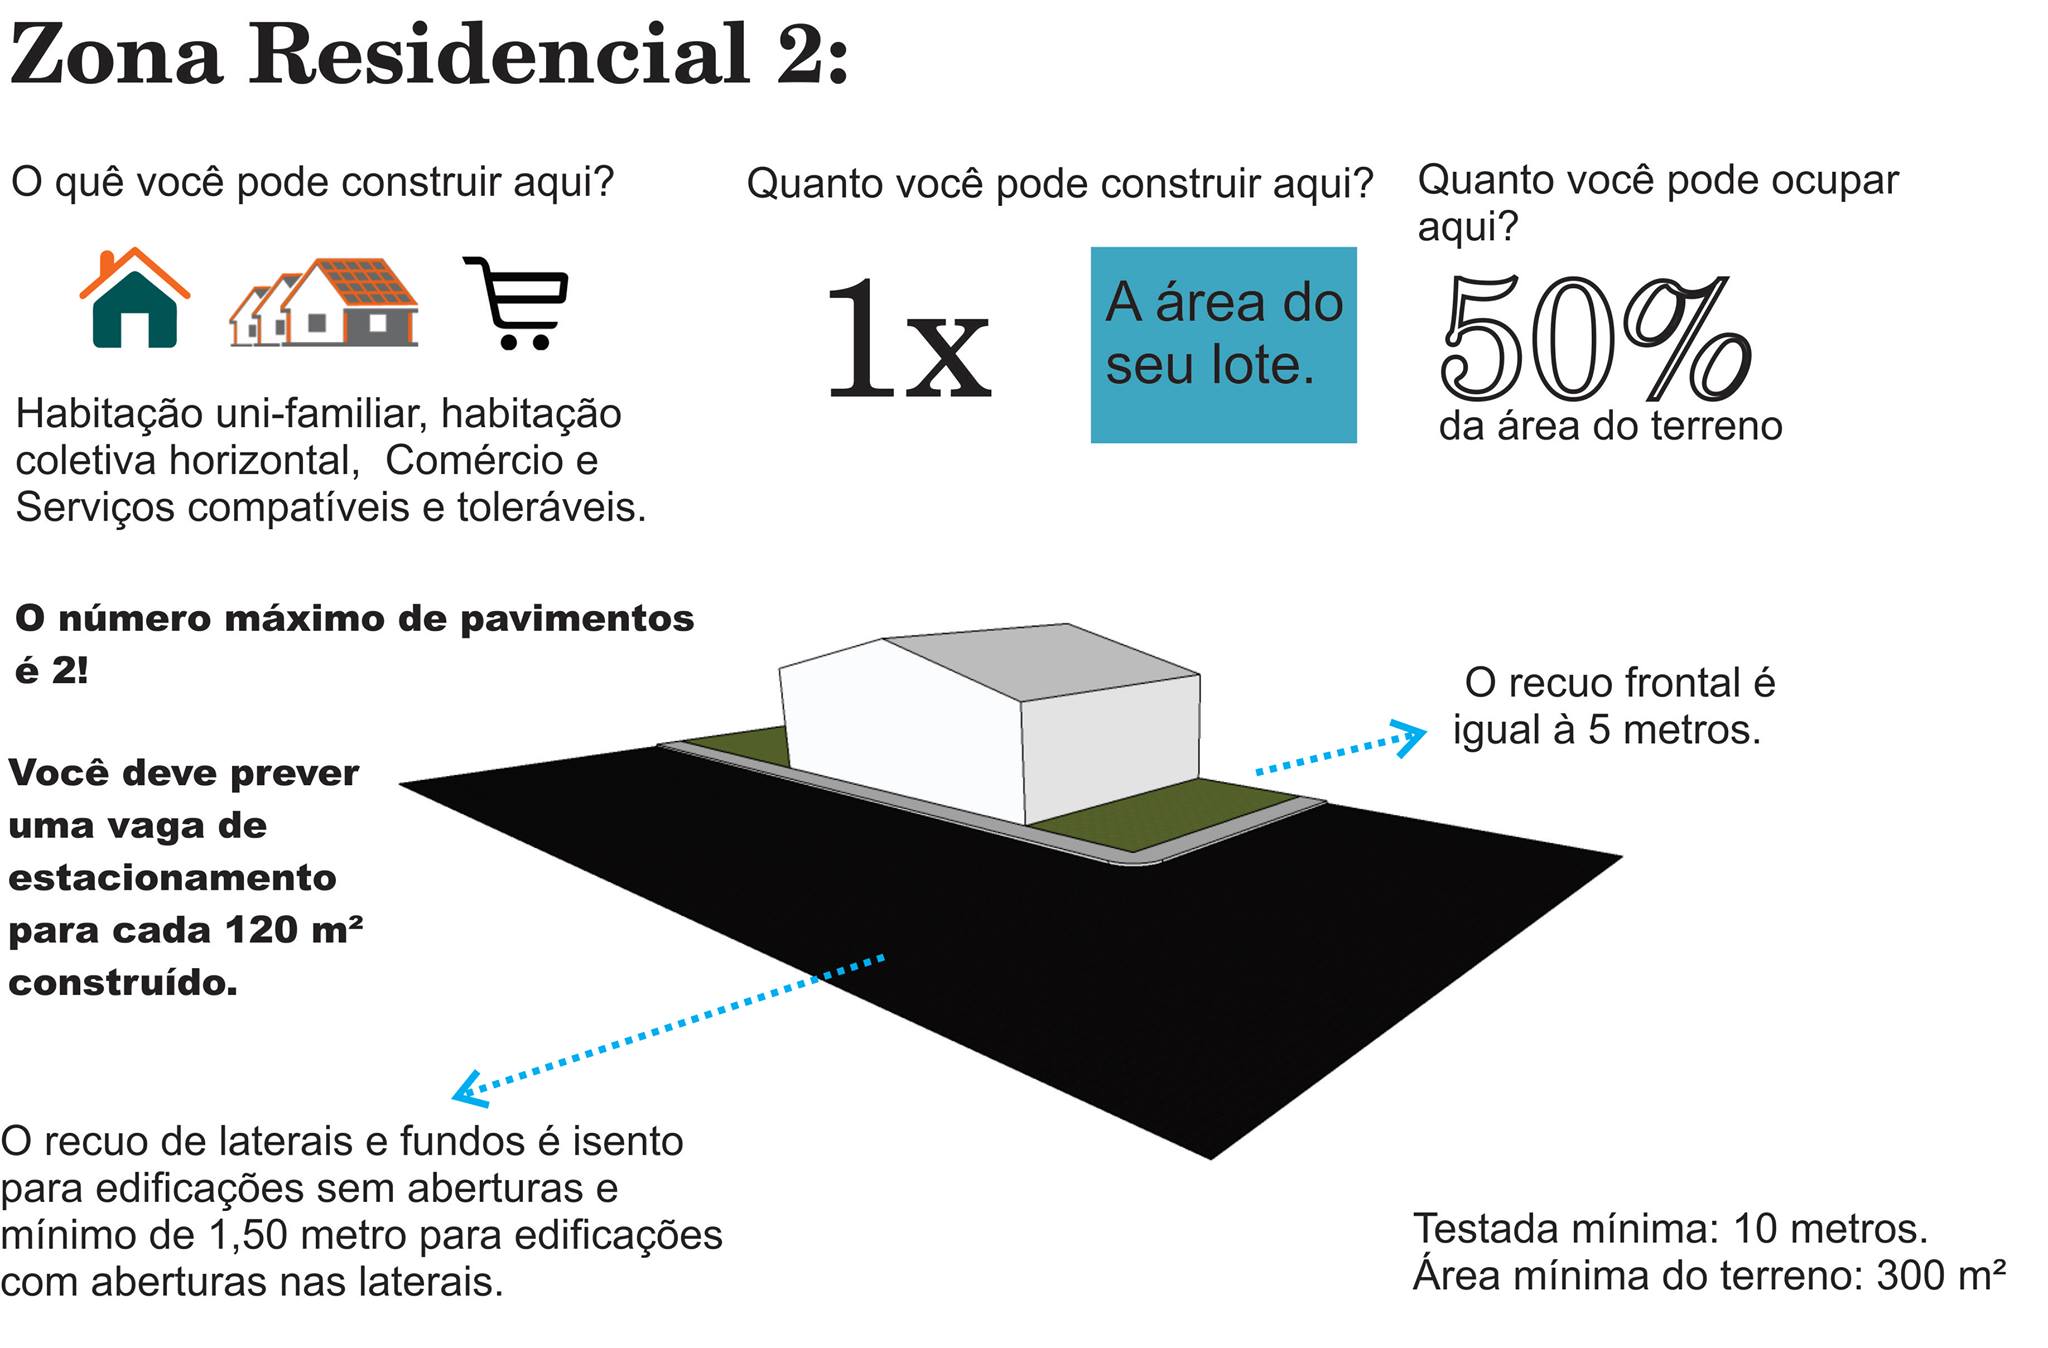 Zona Residencial 2:
O quê você pode construir aqui?
Habitação uni-familiar, habitação
coletiva horizontal,  Comércio e
Serviços compatíveis e toleráveis.
Quanto você pode construir aqui?
1x
A área do
seu lote.
Quanto você pode ocupar
aqui?
50%
da área do terreno
O número máximo de pavimentos
é 2!
Você deve prever
uma vaga de
estacionamento
para cada 120 m²
construído.
O recuo frontal é
igual à 5 metros.
O recuo de laterais e fundos é isento
para edificações sem aberturas e
mínimo de 1,50 metro para edificações
com aberturas nas laterais.
Testada mínima: 10 metros.
Área mínima do terreno: 300 m²